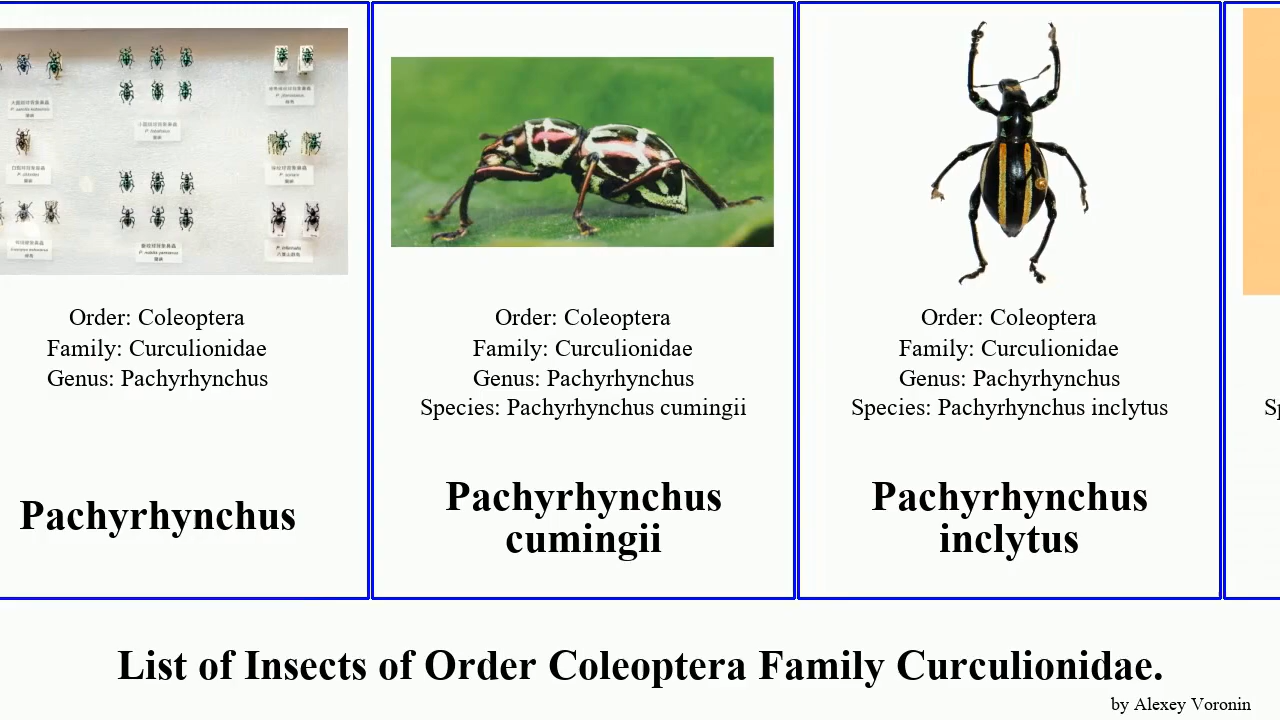 Order: Coleoptera
Family: Curculionidae
Genus: Pachyrhynchus
Pachyrhynchus
Order: Coleoptera
Family: Curculionidae
Genus: Pachyrhynchus
Species: Pachyrhynchus cumingii
Pachyrhynchus
cumingii
Order: Coleoptera
Family: Curculionidae
Genus: Pachyrhynchus
Species: Pachyrhynchus inclytus
Pachyrhynchus
inclytus
Sp
List of Insects of Order Coleoptera Family Curculionidae.
by Alexey Voronin